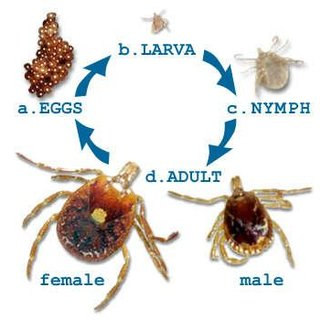 b.LARVA
a.EGGS
c.NYMPH
d.ADULT
female
male